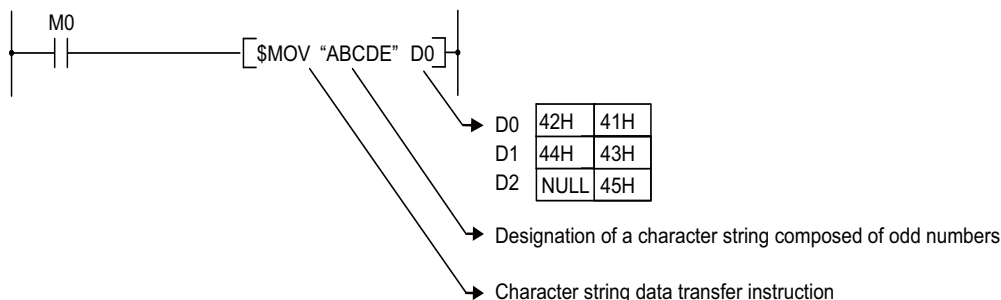 M0
$MOV “ABCDE” D0
D0 42H 41H
D1 44H 43H
D2 NULL 45H
Designation of a character string composed of odd numbers
Character string data transfer instruction